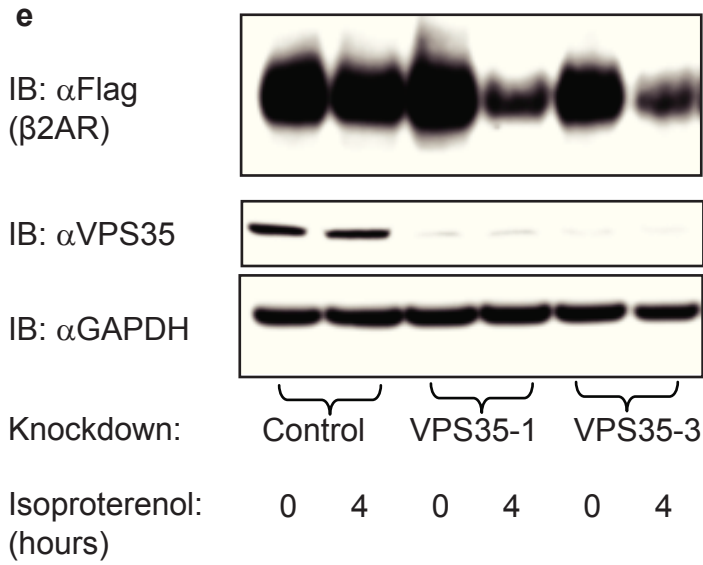 e
IB: αFlag
(β2AR)
IB: αVPS35
IB: αGAPDH
Knockdown: Control VPS35-1 VPS35-3
Isoproterenol: 0 4 0 4 0 4
(hours)